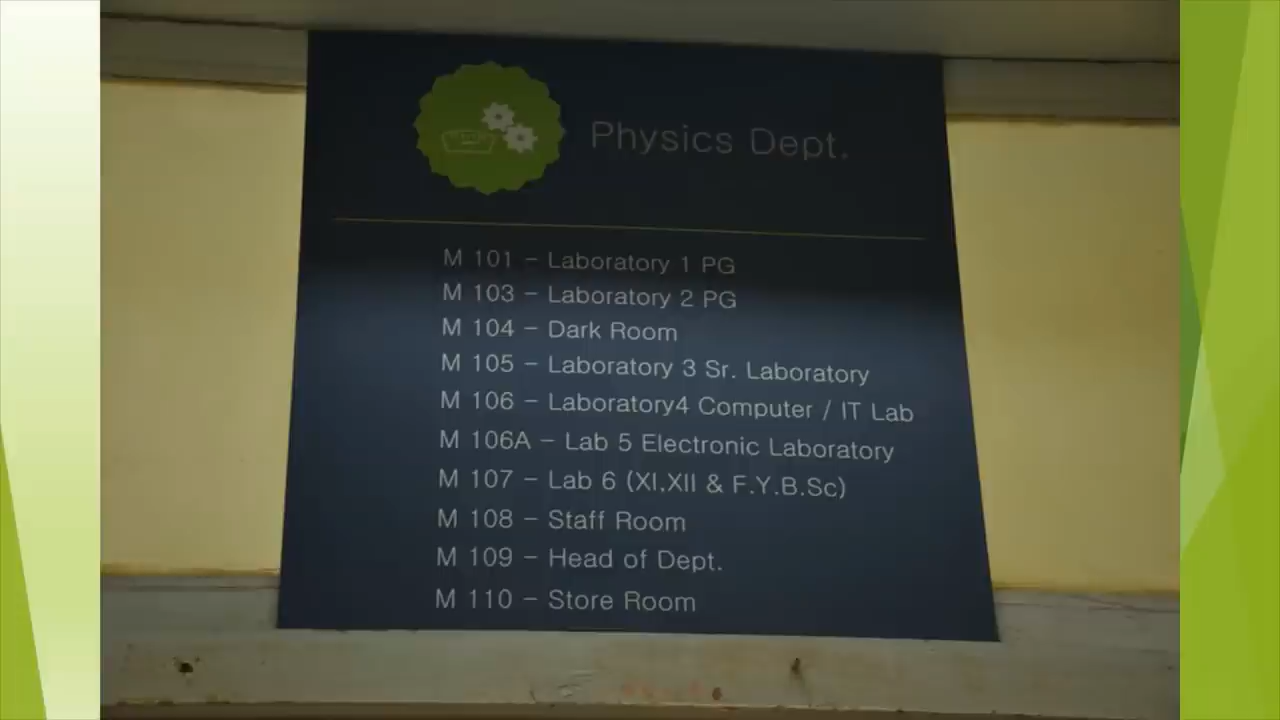 Physics Dept.
M 101 - Laboratory 1 PG
M 103 - Laboratory 2 PG
M 104 - Dark Room
M 105 - Laboratory 3 Sr. Laboratory
M 106 - Laboratory4 Computer / IT Lab
M 106A - Lab 5 Electronic Laboratory
M 107 - Lab 6 (XI,XII & F.Y.B.Sc)
M 108 - Staff Room
M 109 - Head of Dept.
M 110 - Store Room